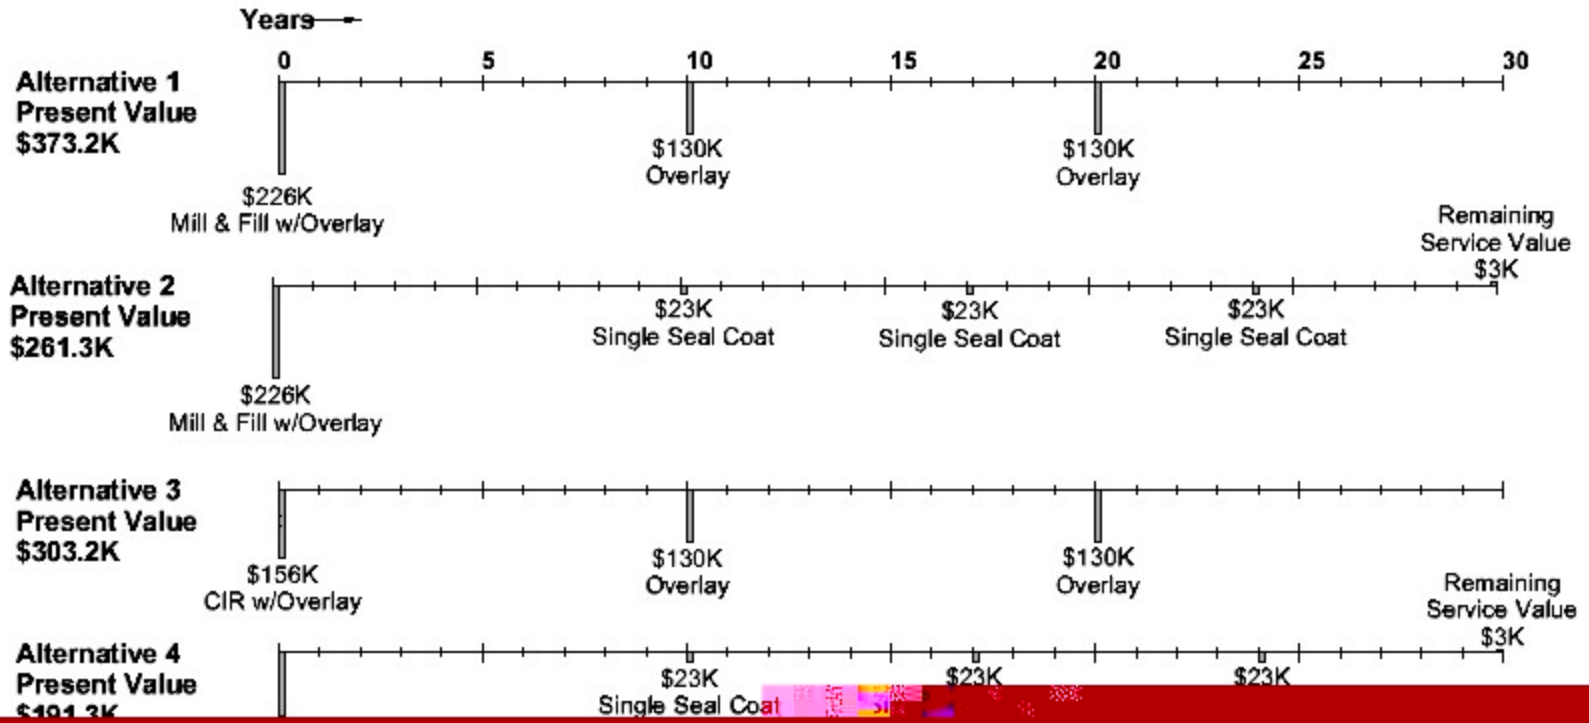 Years
0 5 10 15 20 25 30
Alternative 1
Present Value
$373.2K
$226K
Mill & Fill w/Overlay
$130K
Overlay
$130K
Overlay
Alternative 2
Present Value
$261.3K
$226K
Mill & Fill w/Overlay
$23K
Single Seal Coat
$23K
Single Seal Coat
$23K
Single Seal Coat
Remaining
Service Value
$3K
Alternative 3
Present Value
$303.2K
$156K
CIR w/Overlay
$130K
Overlay
$130K
Overlay
Alternative 4
Present Value
$191.3K
$23K
Single Seal Coat
$23K
$23K
Remaining
Service Value
$3K